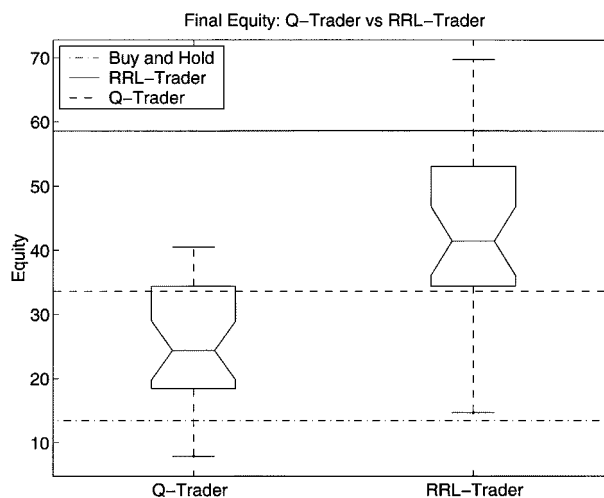 Final Equity: Q−Trader vs RRL−Trader
Buy and Hold
RRL−Trader
Q−Trader
70
60
50
40
30
20
10
Equity
Q−Trader
RRL−Trader